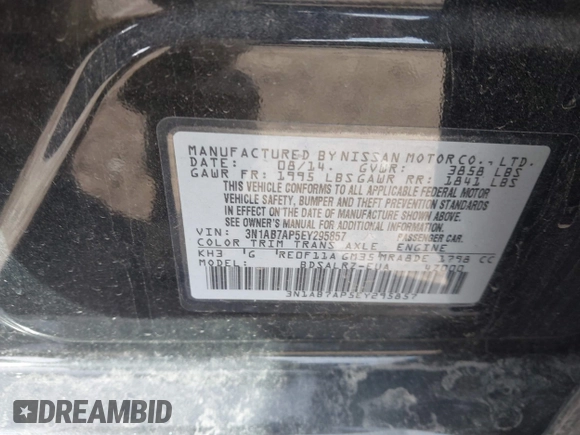 MANUFACTURED BY NISSAN MOTOR CO., LTD.
DATE: 08/14 GVWR: 3858 LBS
GAWR FR: 1995 LBS GAWR RR: 1841 LBS
THIS VEHICLE CONFORMS TO ALL APPLICABLE FEDERAL MOTOR
VEHICLE SAFETY, BUMPER AND THEFT PREVENTION STANDARDS
IN EFFECT ON THE DATE OF MANUFACTURE SHOWN ABOVE.
SEE OWNER'S MANUAL FOR ADDITIONAL INFORMATION.
VIN: 3N1AB7AP5EY295857 PASSENGER CAR
COLOR TRIM TRANS AXLE ENGINE
KH3 G RE0F11A GM35 MRA8DE 1798 CC
MODEL: BDSALRZ-EUA
3N1AB7AP5EY295857
DREAMBID